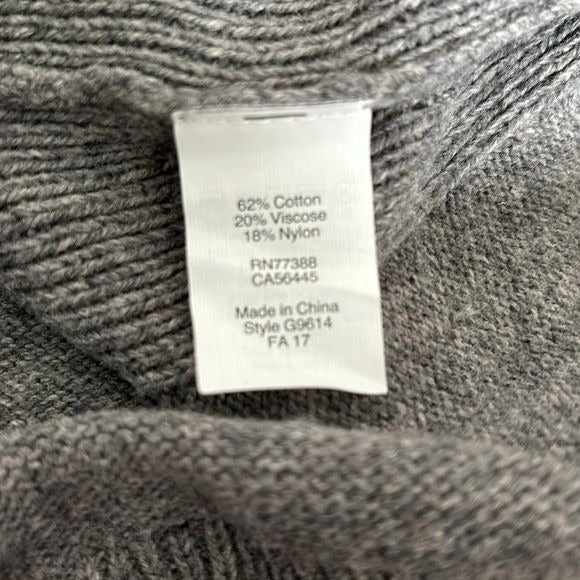 62% Cotton
20% Viscose
18% Nylon
RN77388
CA56445
Made in China
Style G9614
FA 17